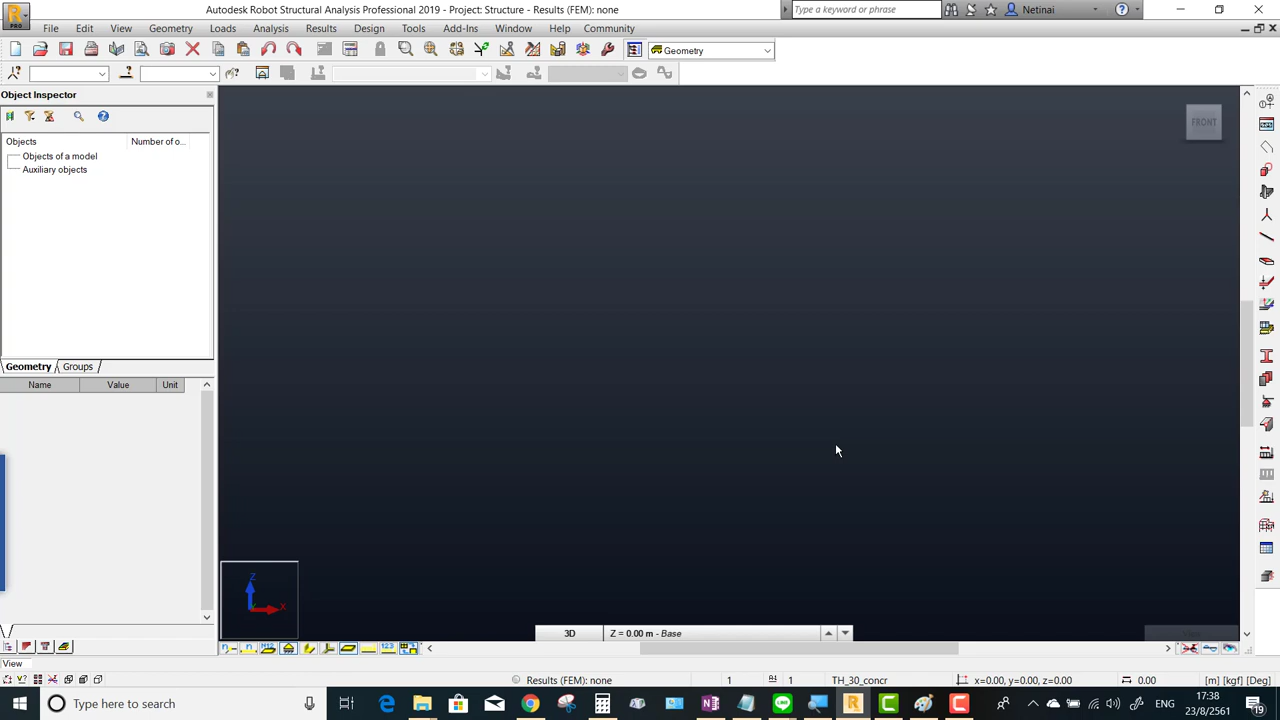 Autodesk Robot Structural Analysis Professional 2019 - Project: Structure - Results (FEM): none
Type a keyword or phrase
Netinai
PRO
File Edit View Geometry Loads Analysis Results Tools Design Add-Ins Window Help Community
Geometry
Object Inspector
FRONT
Objects Number of o...
Objects of a model
Auxiliary objects
Geometry Groups
Name Value Unit
Z
X
3D Z = 0.00 m - Base
View
Results (FEM): none 1 1 TH_30_concr x=0.00, y=0.00, z=0.00 0.00 [m] [kgf] [Deg]
Type here to search
ENG
17:38
23/8/2561